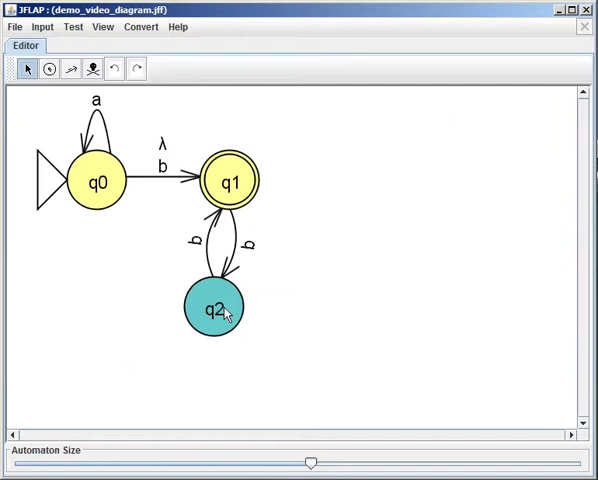 JFLAP : (demo_video_diagram.jff)
File Input Test View Convert Help
Editor
a
λ
b
q0
q1
b
b
q2
Automaton Size